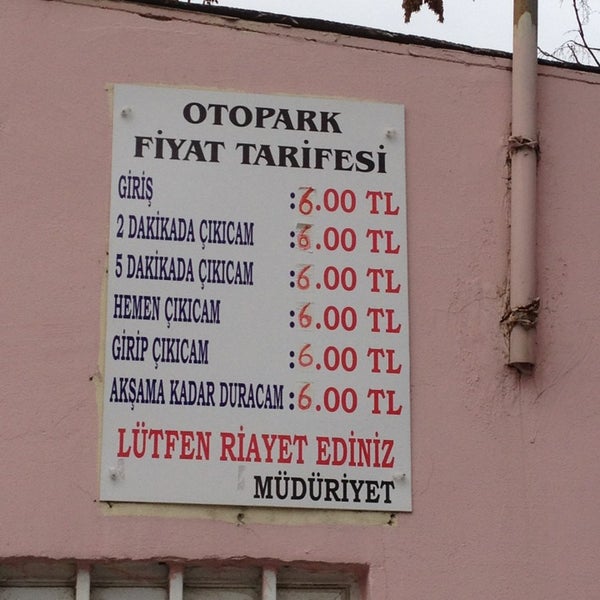 OTOPARK
FİYAT TARİFESİ
GİRİŞ :6.00 TL
2 DAKİKADA ÇIKICAM :6.00 TL
5 DAKİKADA ÇIKICAM :6.00 TL
HEMEN ÇIKICAM :6.00 TL
GİRİP ÇIKICAM :6.00 TL
AKŞAMA KADAR DURACAM :6.00 TL
LÜTFEN RİAYET EDİNİZ
MÜDÜRİYET